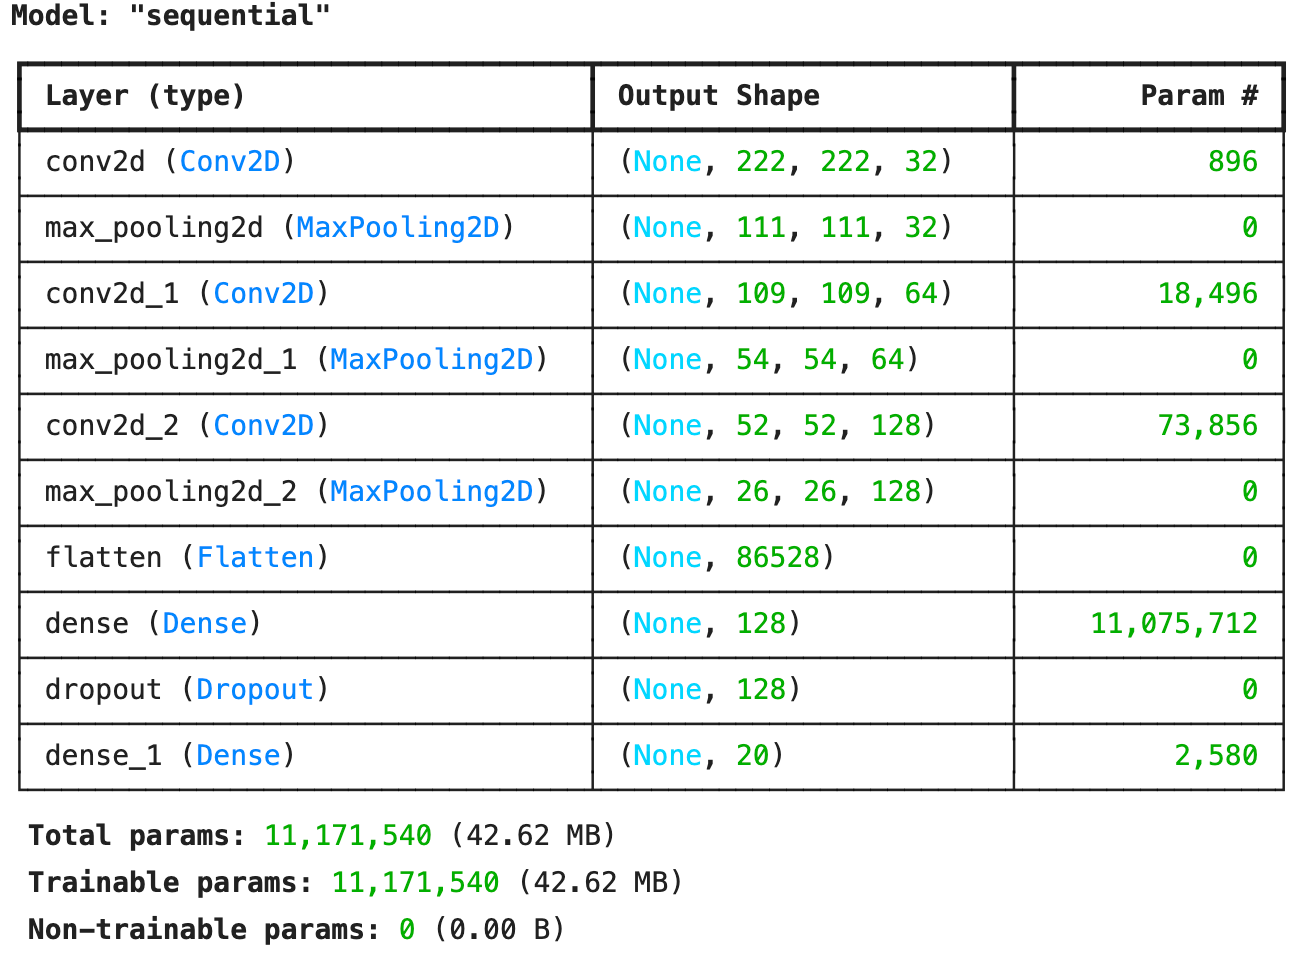 Model: "sequential"
Layer (type) Output Shape Param #
conv2d (Conv2D) (None, 222, 222, 32) 896
max_pooling2d (MaxPooling2D) (None, 111, 111, 32) 0
conv2d_1 (Conv2D) (None, 109, 109, 64) 18,496
max_pooling2d_1 (MaxPooling2D) (None, 54, 54, 64) 0
conv2d_2 (Conv2D) (None, 52, 52, 128) 73,856
max_pooling2d_2 (MaxPooling2D) (None, 26, 26, 128) 0
flatten (Flatten) (None, 86528) 0
dense (Dense) (None, 128) 11,075,712
dropout (Dropout) (None, 128) 0
dense_1 (Dense) (None, 20) 2,580
Total params: 11,171,540 (42.62 MB)
Trainable params: 11,171,540 (42.62 MB)
Non-trainable params: 0 (0.00 B)